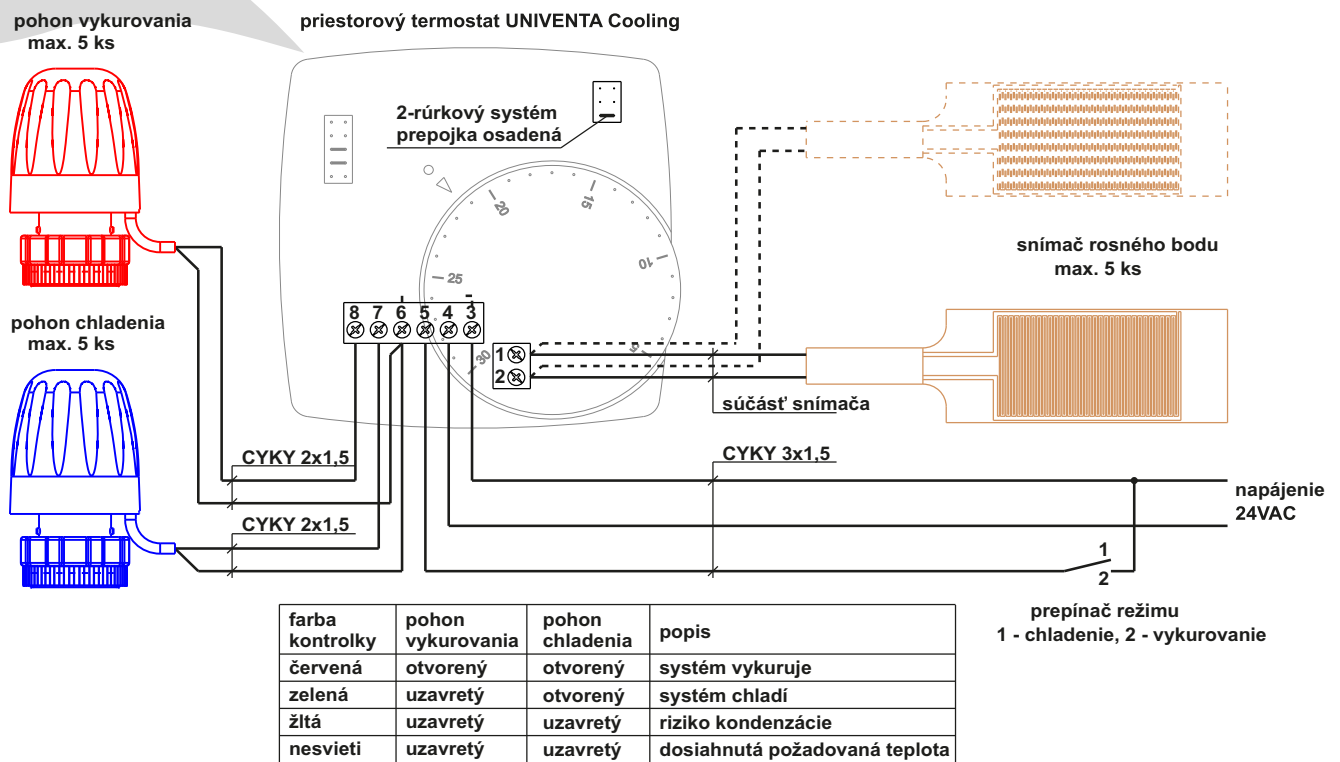 pohon vykurovania
max. 5 ks
priestorový termostat UNIVENTA Cooling
2-rúrkový systém
prepojka osadená
20
15
10
25
5
30
8 7 6 5 4 3
1
2
snímač rosného bodu
max. 5 ks
pohon chladenia
max. 5 ks
súčásť snímača
CYKY 2x1,5
CYKY 3x1,5
CYKY 2x1,5
napájenie
24VAC
1
2
prepínač režimu
1 - chladenie, 2 - vykurovanie
farba kontrolky pohon vykurovania pohon chladenia popis
červená otvorený otvorený systém vykuruje
zelená uzavretý otvorený systém chladí
žltá uzavretý uzavretý riziko kondenzácie
nesvieti uzavretý uzavretý dosiahnutá požadovaná teplota